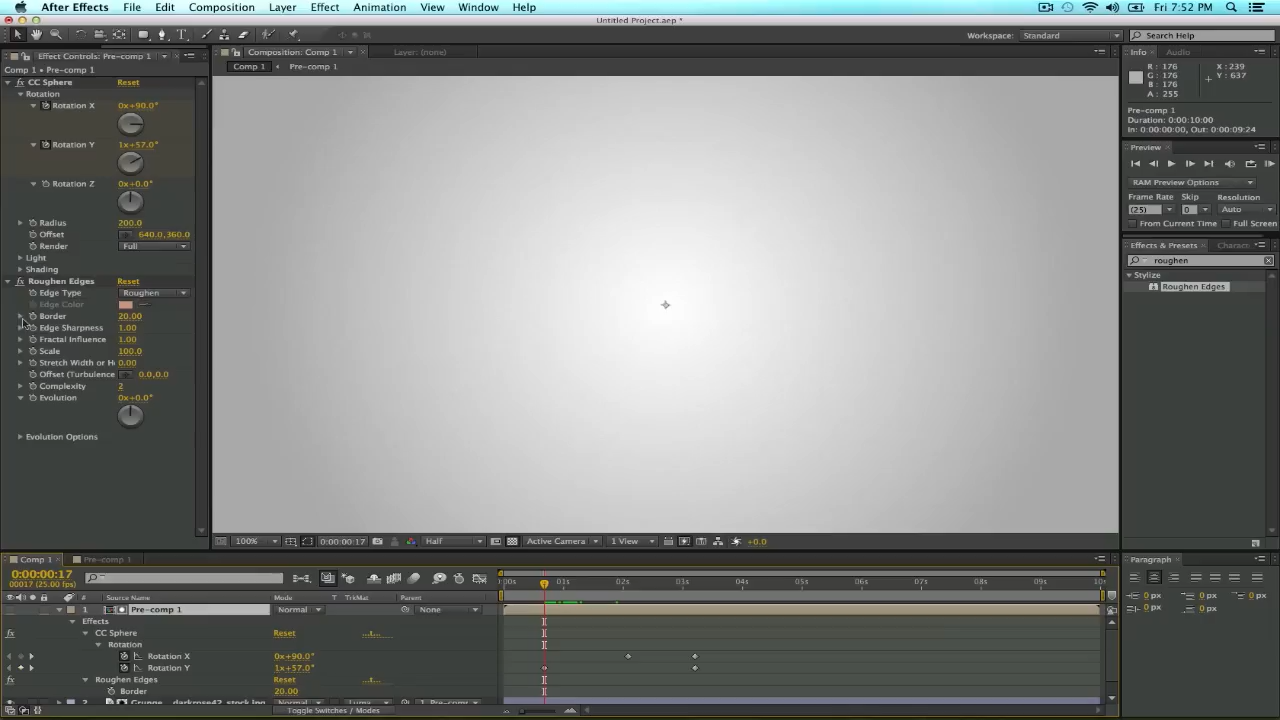 After Effects File Edit Composition Layer Effect Animation View Window Help Fri 7:52 PM
Untitled Project.aep *
Workspace: Standard Search Help
Effect Controls: Pre-comp 1 Composition: Comp 1 Layer: (none) Info Audio
Comp 1 • Pre-comp 1 Comp 1 Pre-comp 1
R : 176 X : 239
G : 176 Y : 637
B : 176
A : 255
CC Sphere Reset
Rotation
Rotation X 0x+90.0°
Pre-comp 1
Duration: 0:00:10:00
In: 0:00:00:00, Out: 0:00:09:24
Rotation Y 1x+57.0°
Preview
Rotation Z 0x+0.0°
RAM Preview Options
Frame Rate Skip Resolution
(25) 0 Auto
From Current Time Full Screen
Radius 200.0
Offset 640.0,360.0
Render Full
Light
Shading
Effects & Presets Charact
roughen
Stylize
Roughen Edges
Roughen Edges Reset
Edge Type Roughen
Edge Color
Border 20.00
Edge Sharpness 1.00
Fractal Influence 1.00
Scale 100.0
Stretch Width or H 0.00
Offset (Turbulence 0.0,0.0
Complexity 2
Evolution 0x+0.0°
Evolution Options
100% 0:00:00:17 Half Active Camera 1 View +0.0
Comp 1 Pre-comp 1 Paragraph
0:00:00:17
00017 (25.00 fps)
:00s 01s 02s 03s 04s 05s 06s 07s 08s 09s 10s
0 px 0 px 0 px
0 px 0 px
# Source Name Mode T TrkMat Parent
1 Pre-comp 1 Normal None
Effects
CC Sphere Reset
Rotation
Rotation X 0x+90.0°
Rotation Y 1x+57.0°
Roughen Edges Reset
Border 20.00
Toggle Switches / Modes